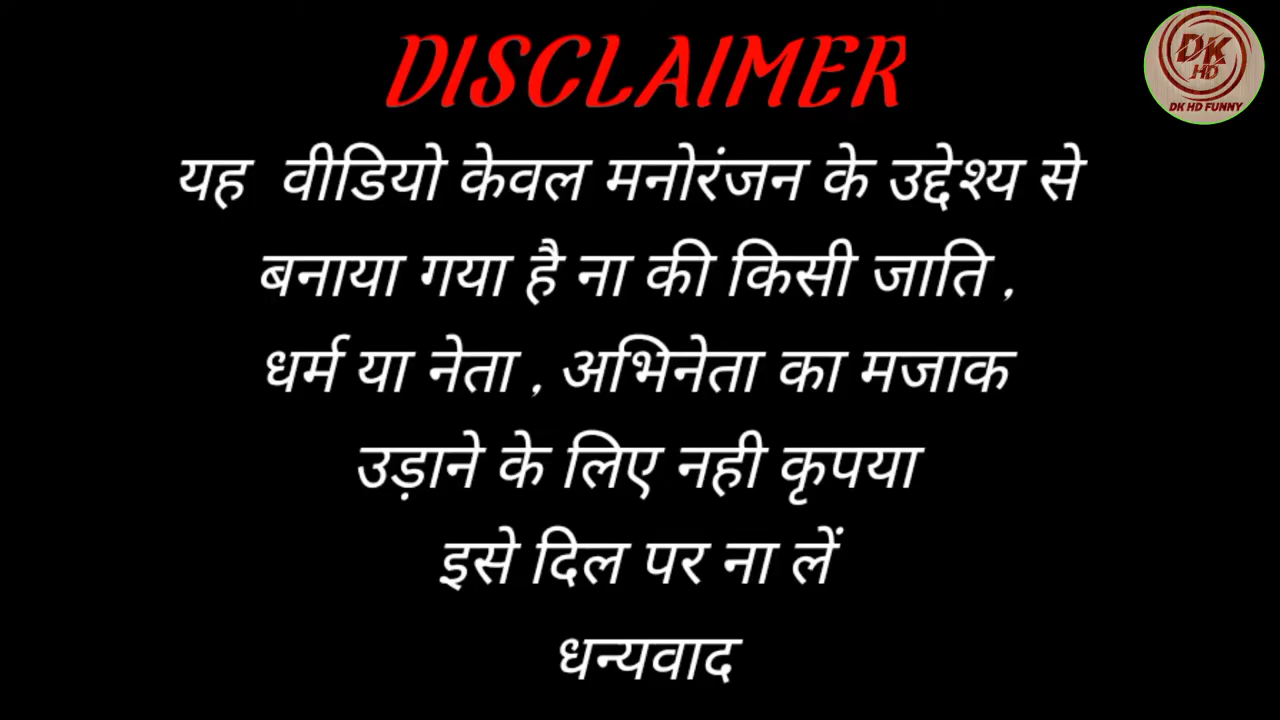 DISCLAIMER
DK
HD
DK HD FUNNY
यह वीडियो केवल मनोरंजन के उद्देश्य से
बनाया गया है ना की किसी जाति ,
धर्म या नेता , अभिनेता का मजाक
उड़ाने के लिए नही कृपया
इसे दिल पर ना लें
धन्यवाद